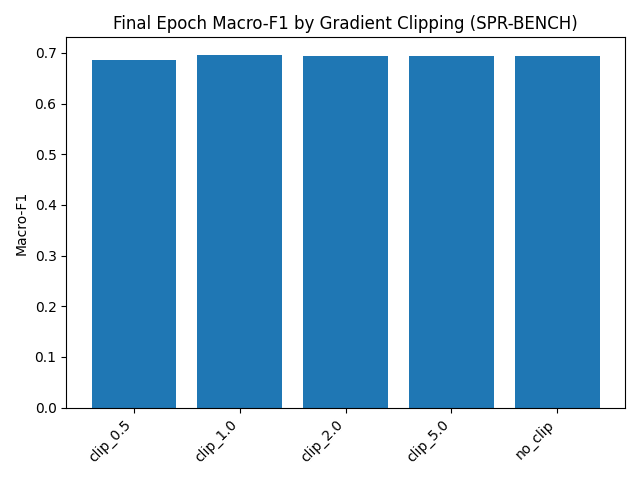 Final Epoch Macro-F1 by Gradient Clipping (SPR-BENCH)
Macro-F1
0.7
0.6
0.5
0.4
0.3
0.2
0.1
0.0
clip_0.5
clip_1.0
clip_2.0
clip_5.0
no_clip